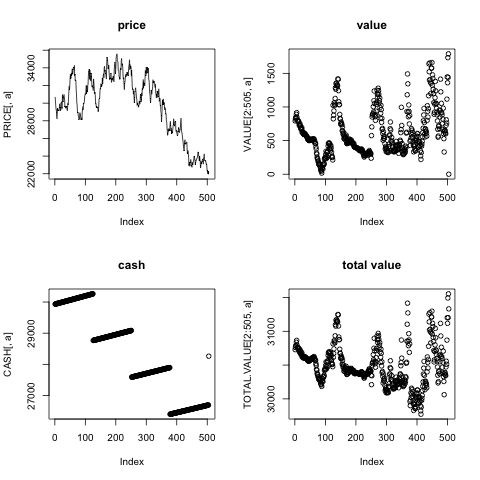 price
value
PRICE[, a]
22000 28000 34000
0 100 200 300 400 500
Index
VALUE[2:505, a]
0 500 1000 1500
0 100 200 300 400 500
Index
cash
total value
CASH[, a]
27000 29000
0 100 200 300 400 500
Index
TOTAL.VALUE[2:505, a]
30000 31000
0 100 200 300 400 500
Index